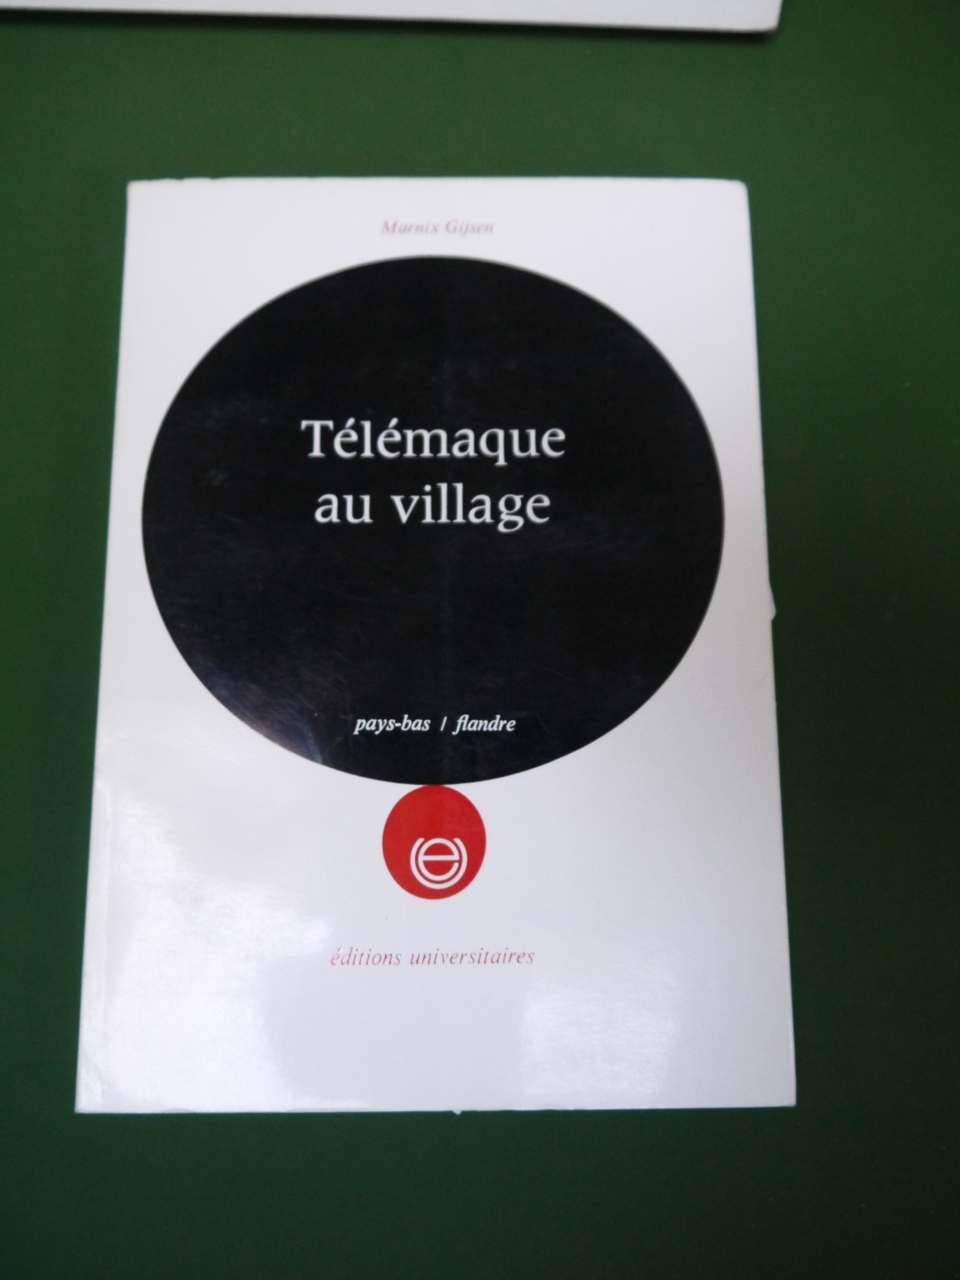 Marnix Gijsen
Télémaque
au village
pays-bas / flandre
éditions universitaires